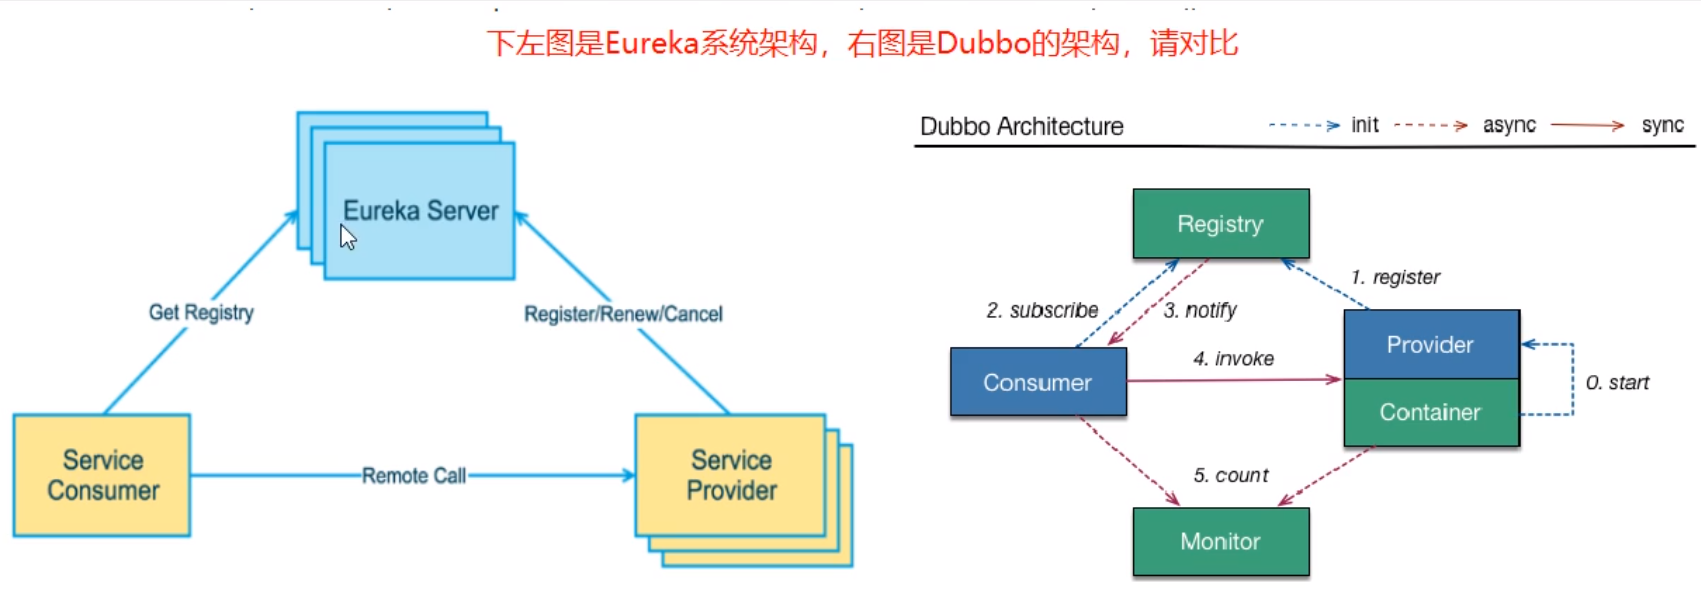 下左图是Eureka系统架构，右图是Dubbo的架构，请对比
Eureka Server
Get Registry
Register/Renew/Cancel
Service
Consumer
Remote Call
Service
Provider
Dubbo Architecture
init
async
sync
Registry
1. register
2. subscribe
3. notify
Provider
4. invoke
Consumer
Container
0. start
5. count
Monitor